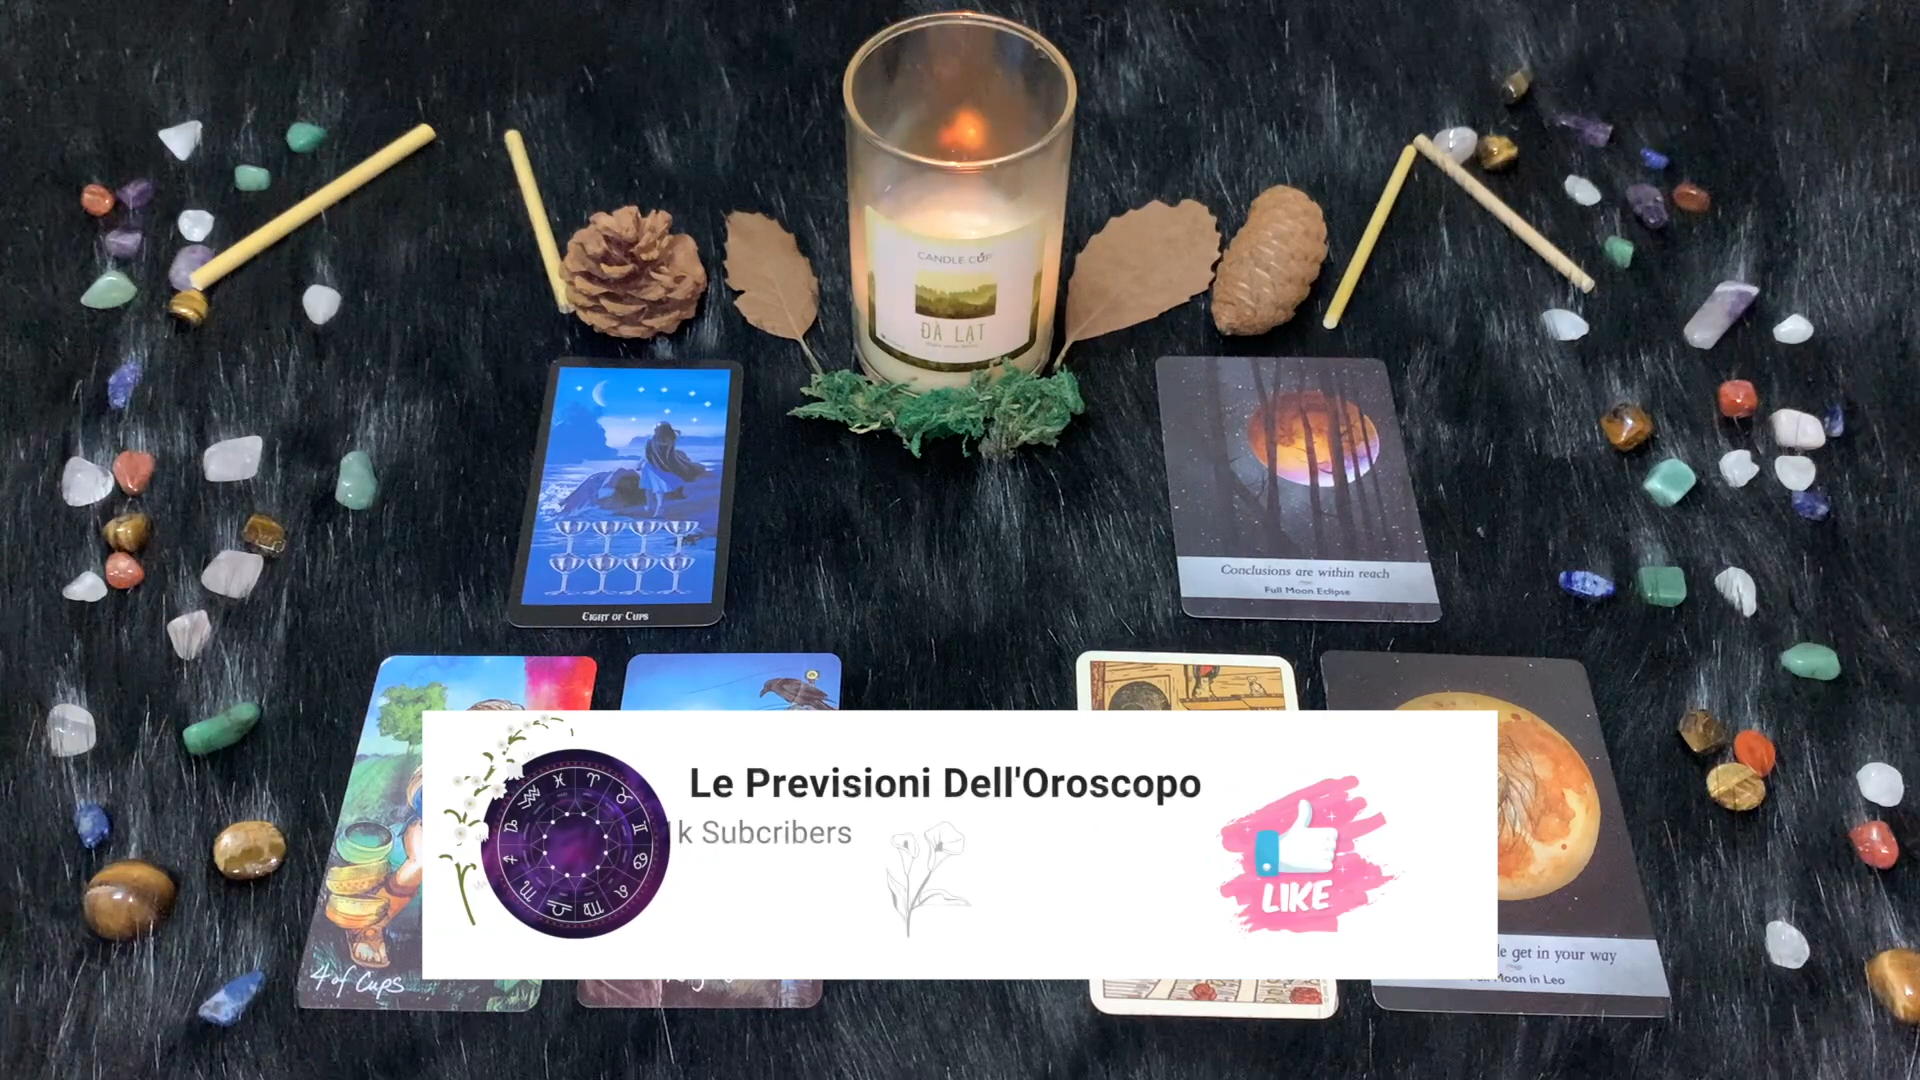 CANDLE CUP
ĐÀ LẠT
EIGHT OF CUPS
Conclusions are within reach
Full Moon Eclipse
Le Previsioni Dell'Oroscopo
1k Subcribers
LIKE
get in your way
Moon in Leo
4 of Cups